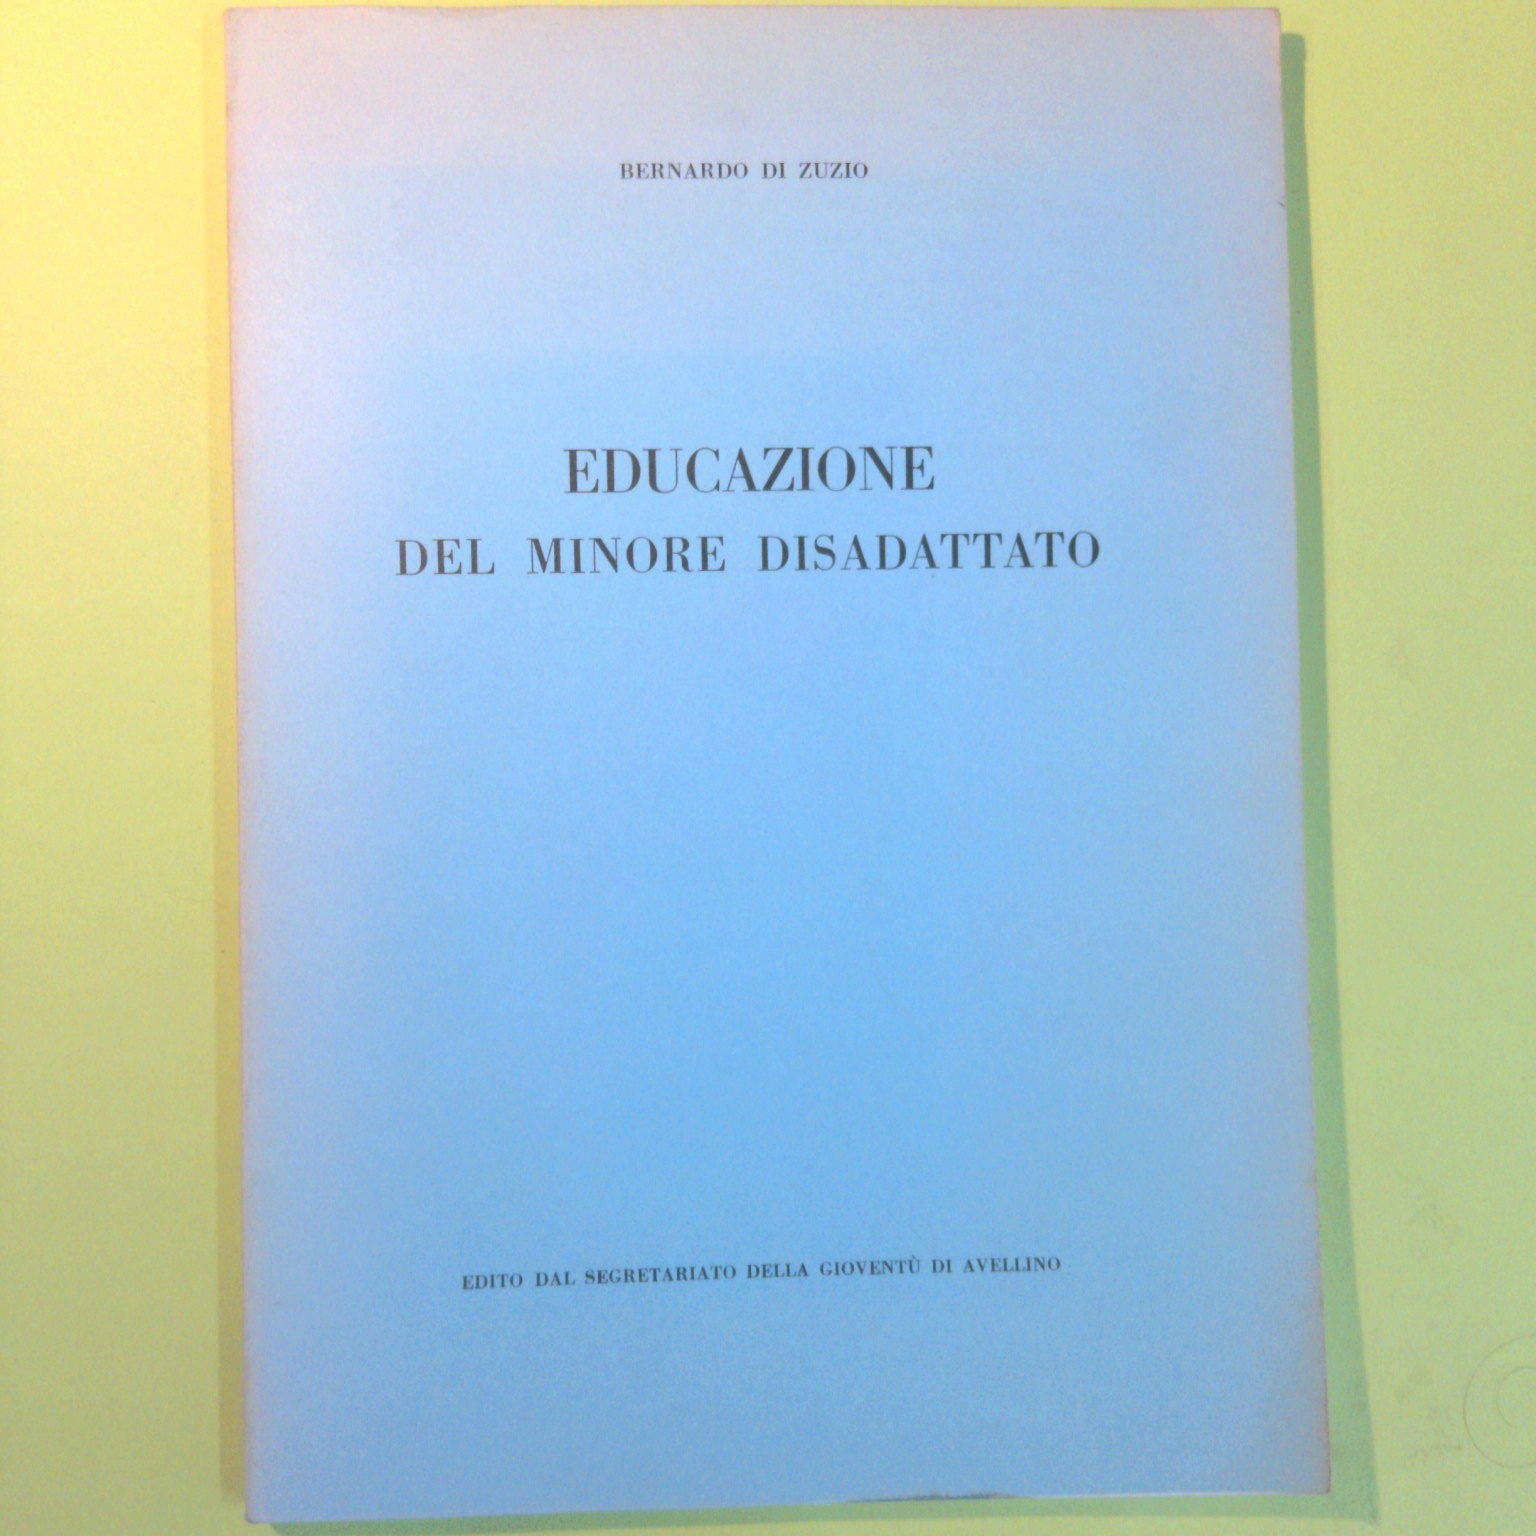 BERNARDO DI ZUZIO
EDUCAZIONE
DEL MINORE DISADATTATO
EDITO DAL SEGRETARIATO DELLA GIOVENTÙ DI AVELLINO